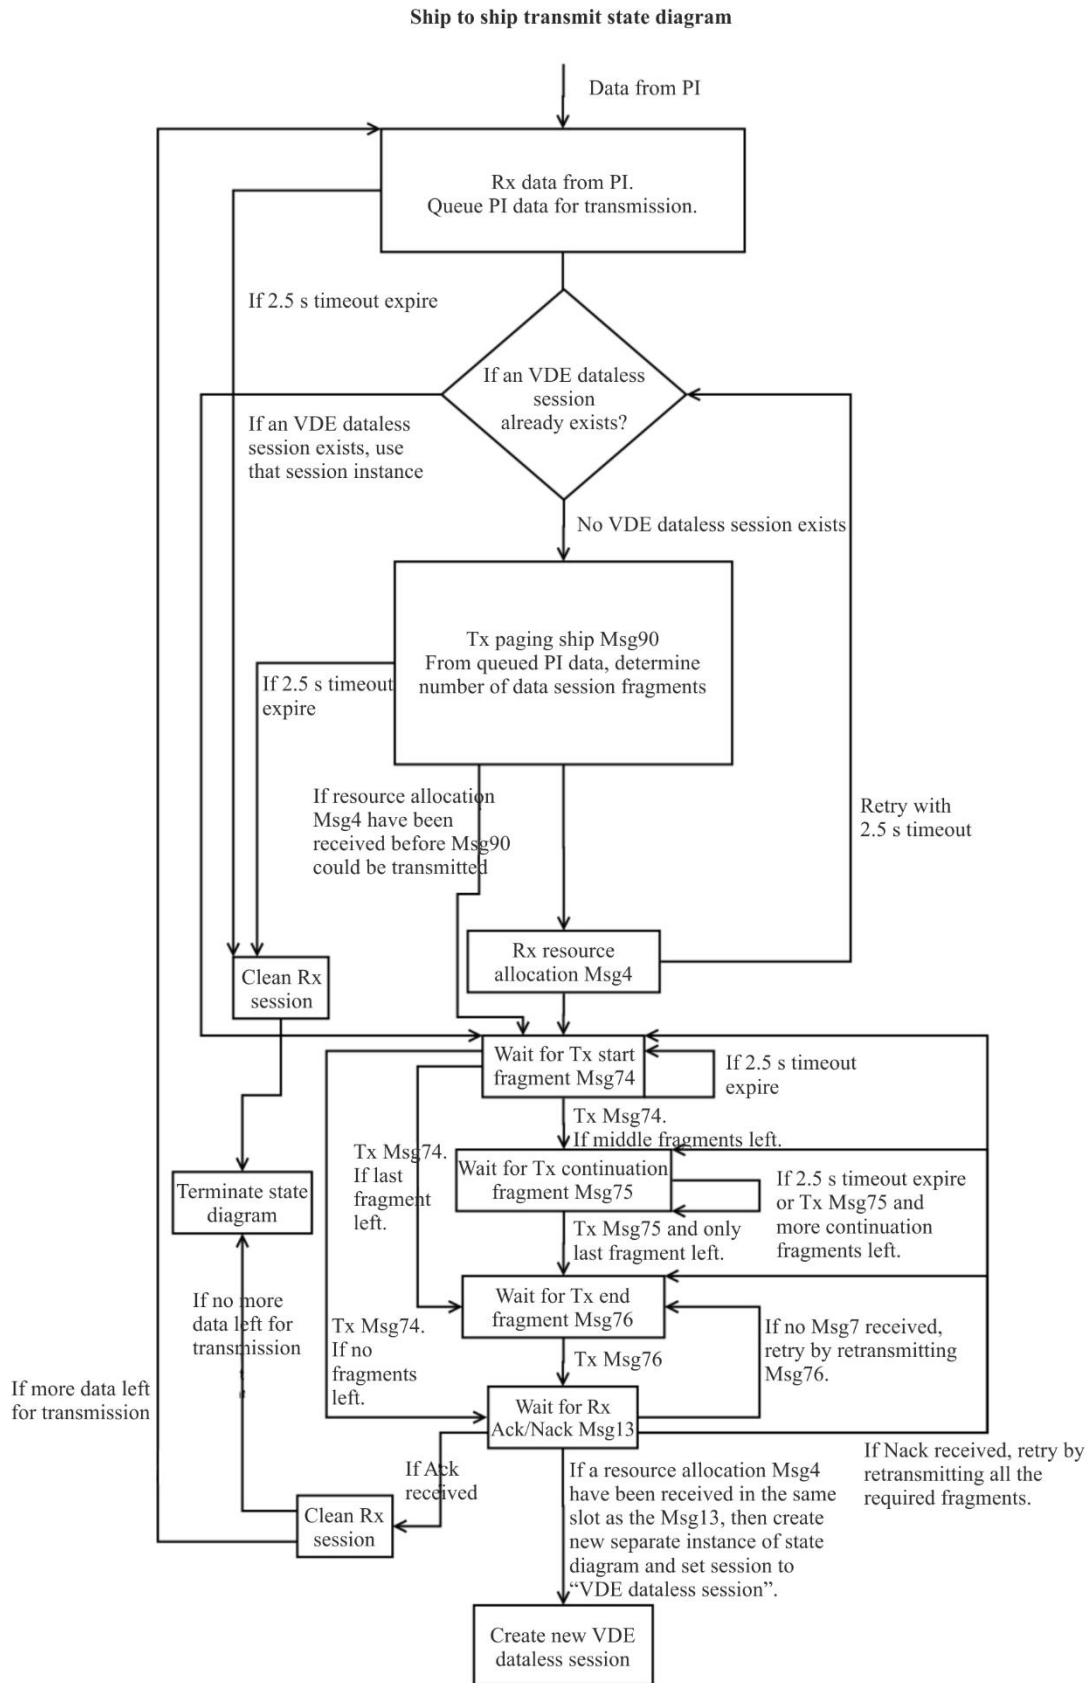 Ship to ship transmit state diagram
Data from PI
Rx data from PI.
Queue PI data for transmission.
If 2.5 s timeout expire
If an VDE dataless
session
already exists?
If an VDE dataless
session exists, use
that session instance
No VDE dataless session exists
Tx paging ship Msg90
From queued PI data, determine
number of data session fragments
If 2.5 s timeout
expire
If resource allocation
Msg4 have been
received before Msg90
could be transmitted
Retry with
2.5 s timeout
Rx resource
allocation Msg4
Clean Rx
session
Wait for Tx start
fragment Msg74
If 2.5 s timeout
expire
Tx Msg74.
If middle fragments left.
Tx Msg74.
If last
fragment
left.
Wait for Tx continuation
fragment Msg75
If 2.5 s timeout expire
or Tx Msg75 and
more continuation
fragments left.
Terminate state
diagram
Tx Msg75 and only
last fragment left.
Wait for Tx end
fragment Msg76
If no more
data left for
transmission
Tx Msg74.
If no
fragments
left.
Tx Msg76
If no Msg7 received,
retry by retransmitting
Msg76.
If more data left
for transmission
Wait for Rx
Ack/Nack Msg13
If Ack
received
If Nack received, retry by
retransmitting all the
required fragments.
If a resource allocation Msg4
have been received in the same
slot as the Msg13, then create
new separate instance of state
diagram and set session to
“VDE dataless session”.
Clean Rx
session
Create new VDE
dataless session